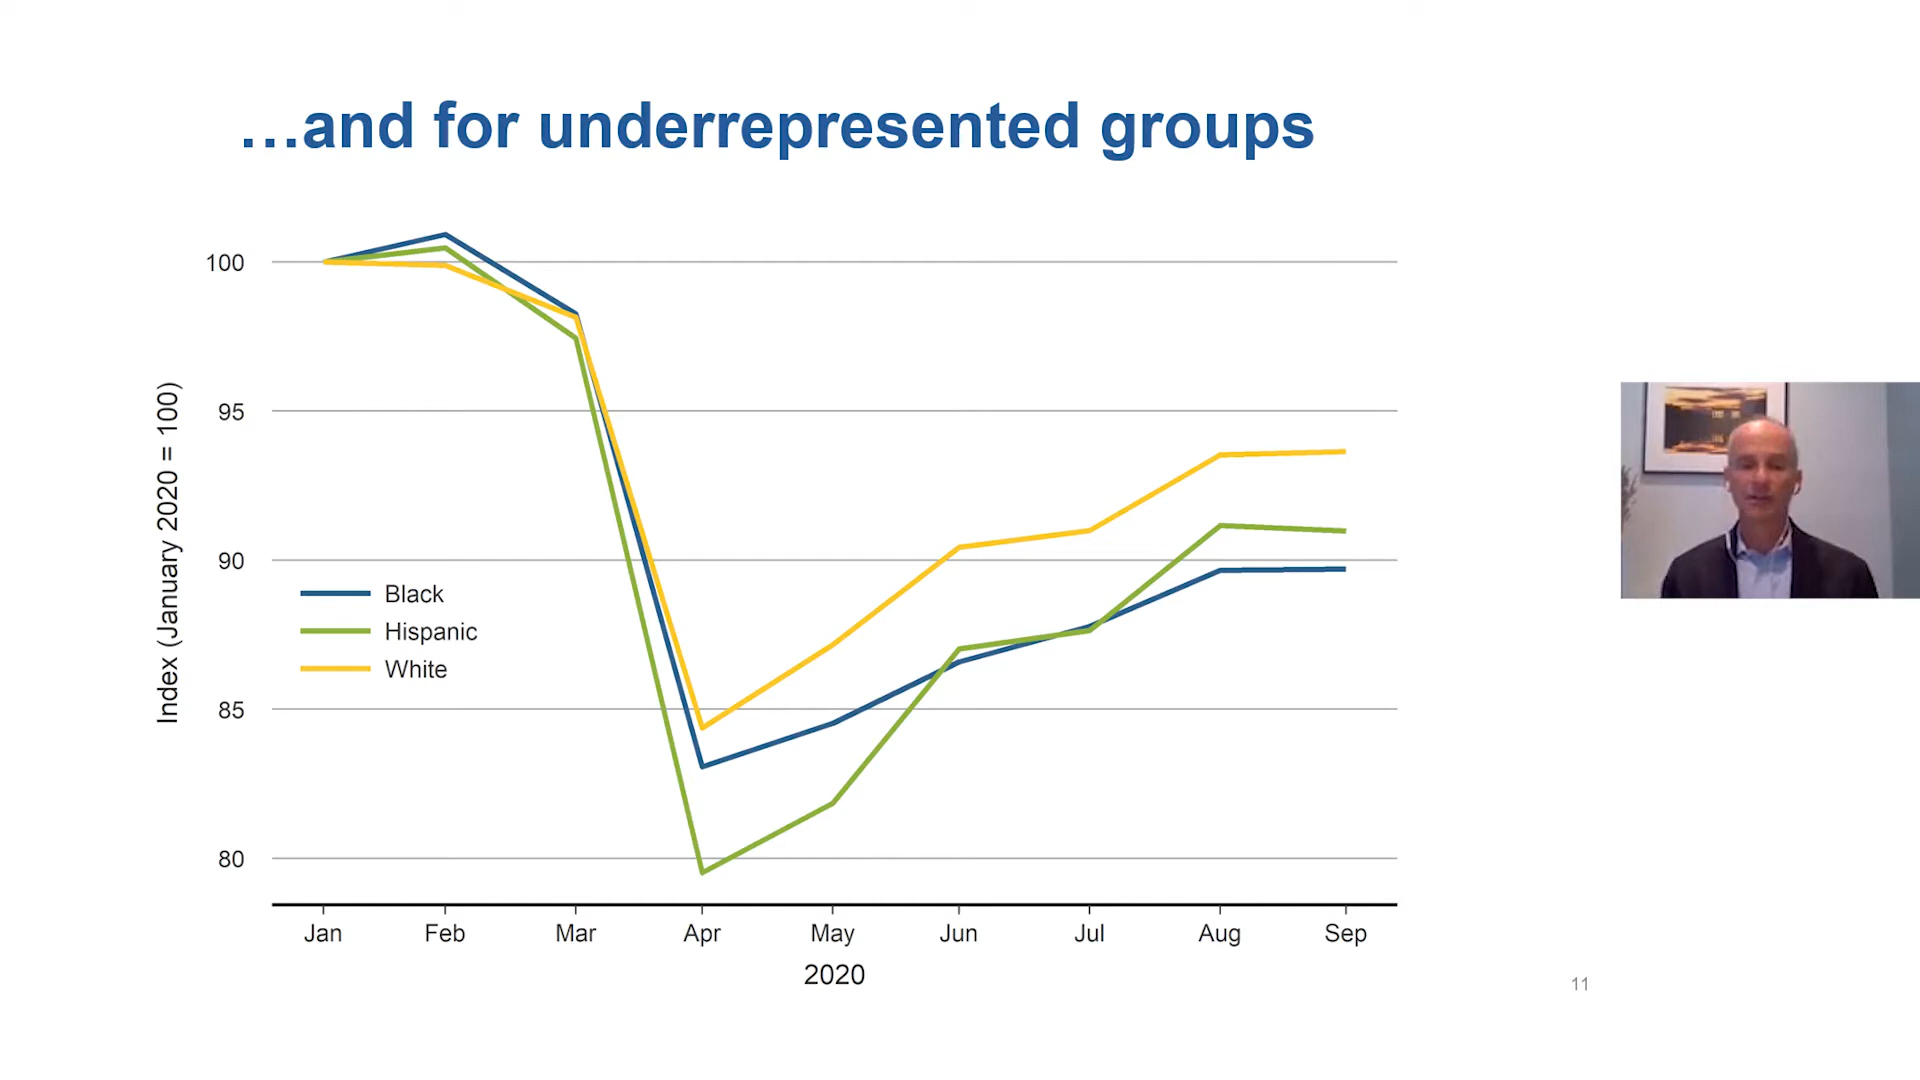 …and for underrepresented groups
100
95
90
85
80
Index (January 2020 = 100)
Black
Hispanic
White
Jan Feb Mar Apr May Jun Jul Aug Sep
2020
11